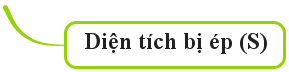 Diện tích bị ép (S)